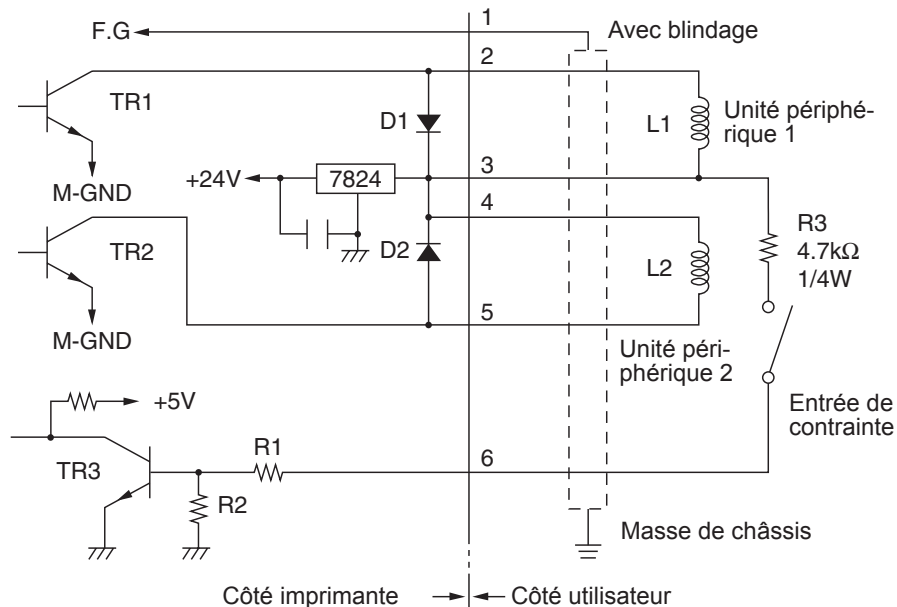 F.G
1
Avec blindage
2
TR1
D1
L1
Unité périphé-
rique 1
M-GND
+24V
7824
3
4
R3
4.7kΩ
1/4W
TR2
D2
L2
M-GND
5
Unité péri-
phérique 2
+5V
Entrée de
contrainte
TR3
R1
6
R2
Masse de châssis
Côté imprimante
Côté utilisateur